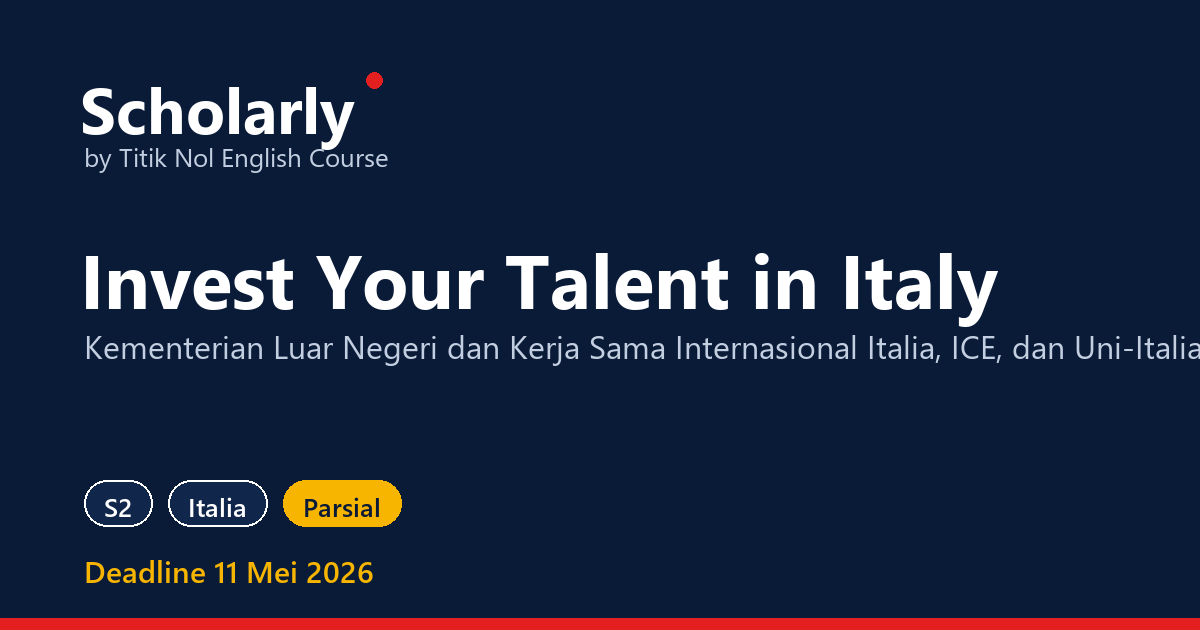 Scholarly
by Titik Nol English Course
Invest Your Talent in Italy
Kementerian Luar Negeri dan Kerja Sama Internasional Italia, ICE, dan Uni-Italia
S2
Italia
Parsial
Deadline 11 Mei 2026